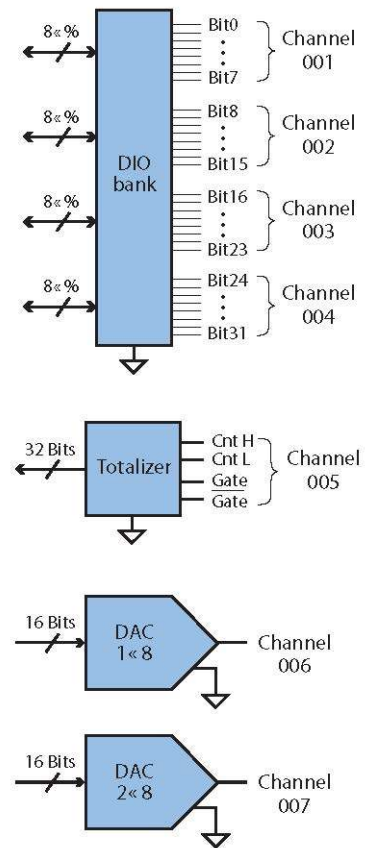 8« %
8« %
8« %
8« %
DIO
bank
Bit0
Bit7
Channel
001
Bit8
Bit15
Channel
002
Bit16
Bit23
Channel
003
Bit24
Bit31
Channel
004
32 Bits
Totalizer
Cnt H
Cnt L
Gate
Gate
Channel
005
16 Bits
DAC
1« 8
Channel
006
16 Bits
DAC
2« 8
Channel
007